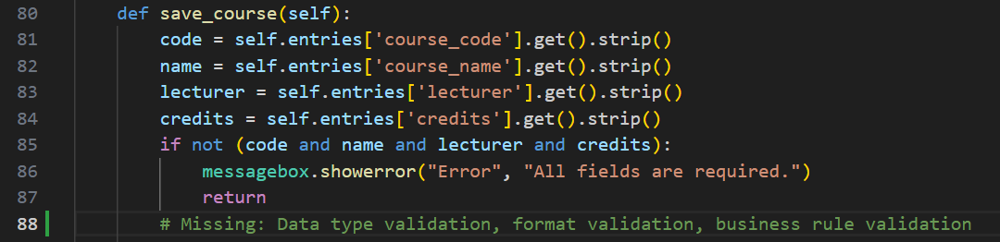 80 def save_course(self):
81 code = self.entries['course_code'].get().strip()
82 name = self.entries['course_name'].get().strip()
83 lecturer = self.entries['lecturer'].get().strip()
84 credits = self.entries['credits'].get().strip()
85 if not (code and name and lecturer and credits):
86 messagebox.showerror("Error", "All fields are required.")
87 return
88 # Missing: Data type validation, format validation, business rule validation